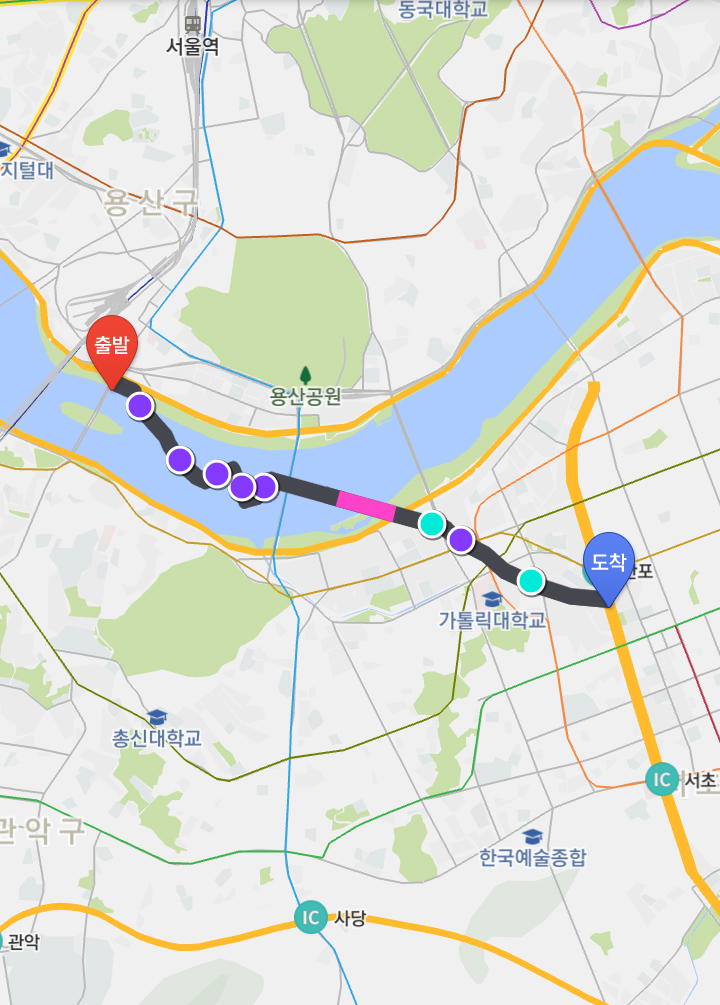 동국대학교
서울역
지털대
용산구
출발
용산공원
도착
반포
가톨릭대학교
총신대학교
IC 서초
관악구
한국예술종합
IC 사당
관악